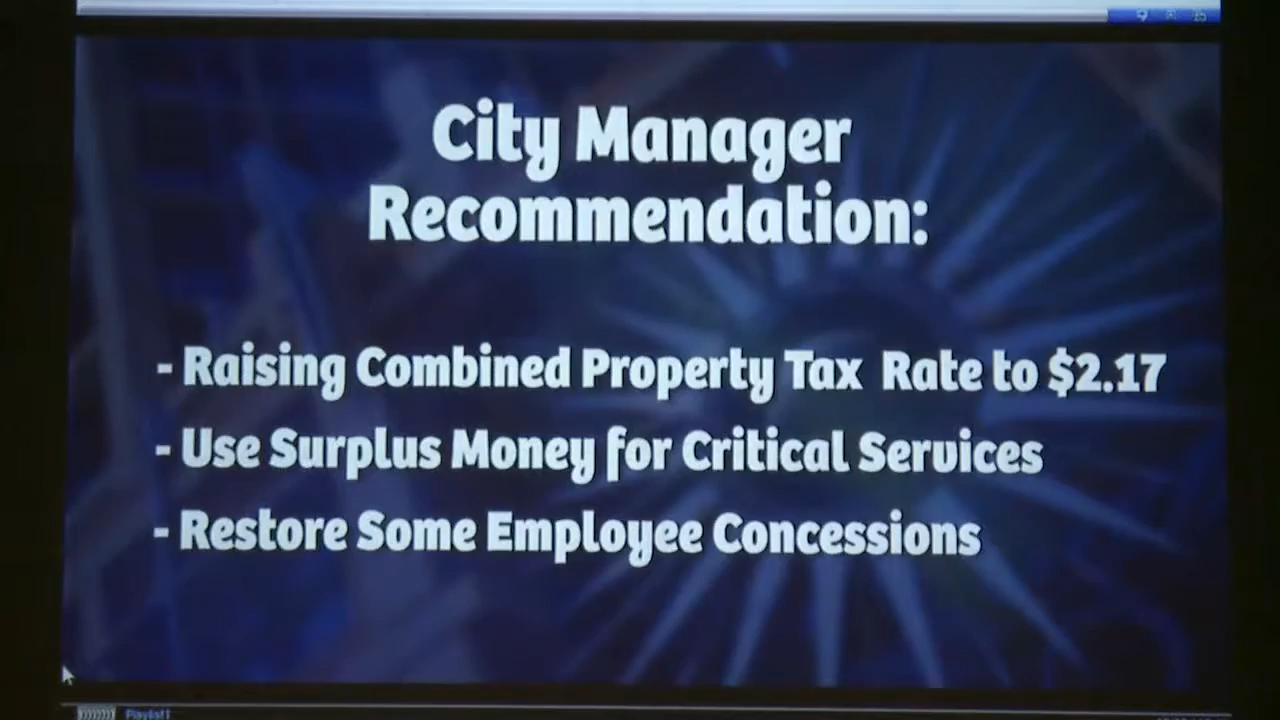 City Manager
Recommendation:
- Raising Combined Property Tax Rate to $2.17
- Use Surplus Money for Critical Services
- Restore Some Employee Concessions
Playlist1